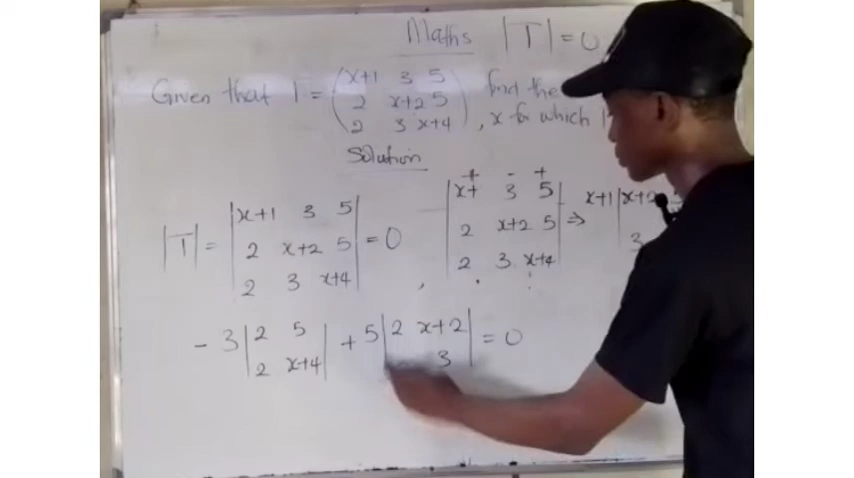 Maths |T| = 0
Given that T = (x+1 3 5) find the
2 x+2 5
2 3 x+4 , x for which
Solution
|T| = |x+1 3 5| = 0
2 x+2 5
2 3 x+4 ,
+ - +
|x+ 3 5| ⇒ x+1 |x+2
2 x+2 5
2 3 x+4 3
- 3 |2 5| + 5 |2 x+2| = 0
2 x+4 3